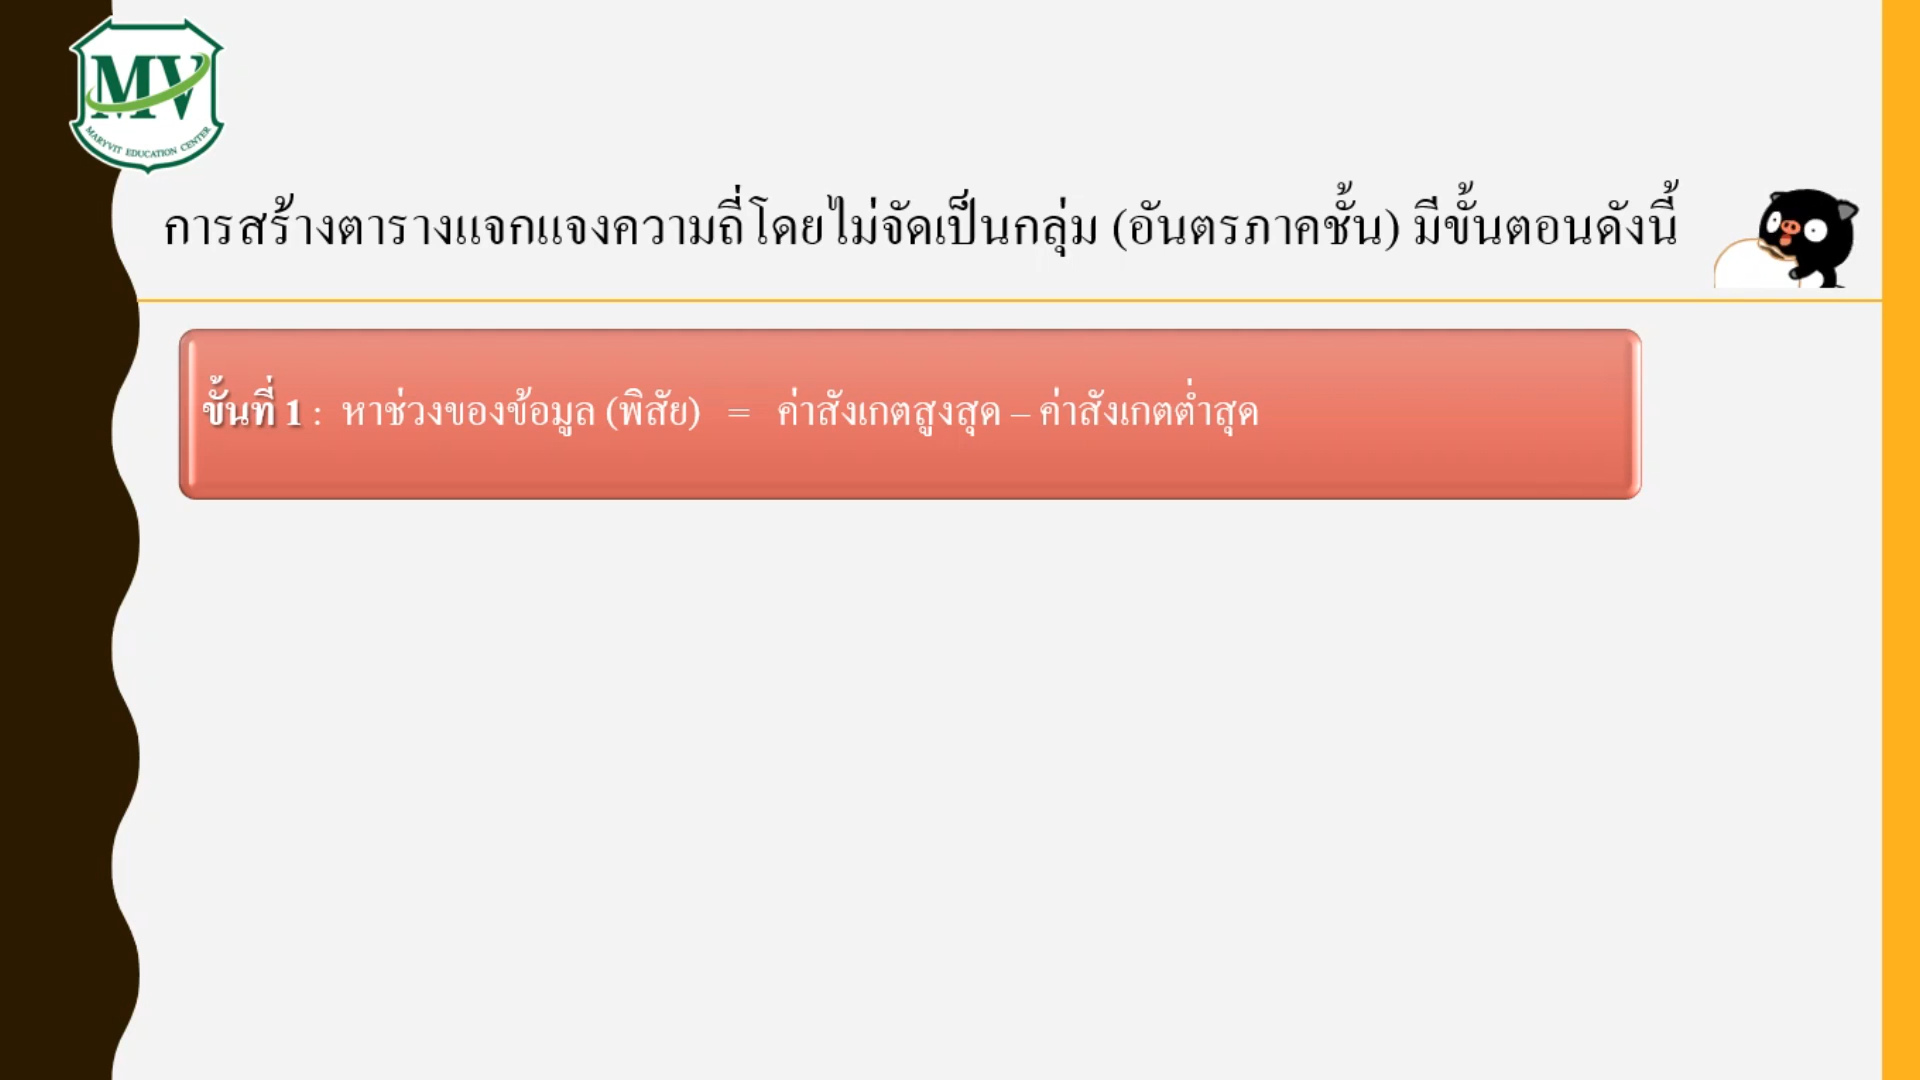 MV
MARYVIT EDUCATION CENTER
การสร้างตารางแจกแจงความถี่โดยไม่จัดเป็นกลุ่ม (อันตรภาคชั้น) มีขั้นตอนดังนี้
ขั้นที่ 1 : หาช่วงของข้อมูล (พิสัย) = ค่าสังเกตสูงสุด – ค่าสังเกตต่ำสุด